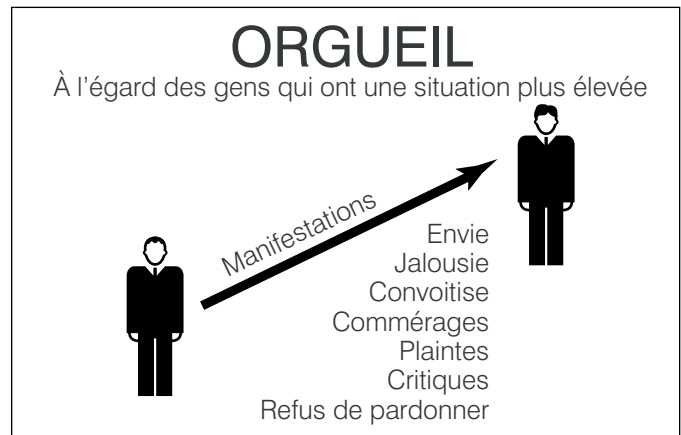 ORGUEIL
À l’égard des gens qui ont une situation plus élevée
Manifestations
Envie
Jalousie
Convoitise
Commérages
Plaintes
Critiques
Refus de pardonner